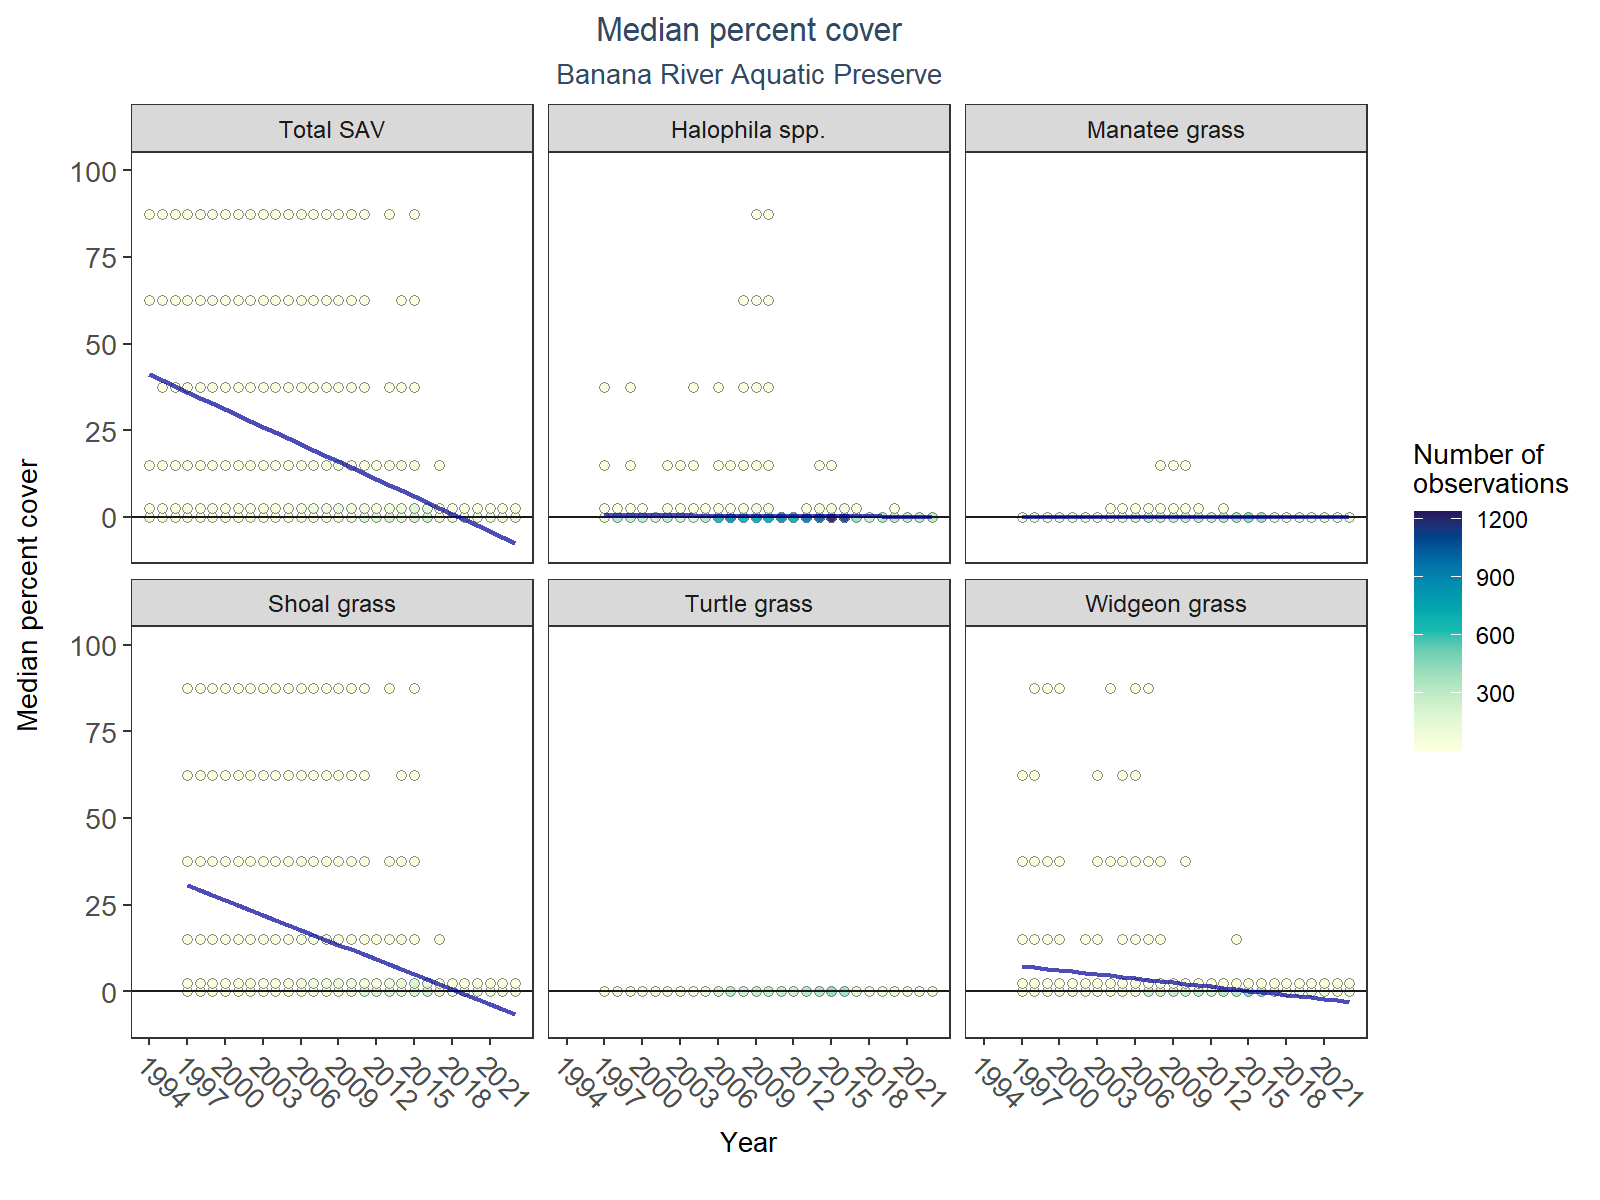 Median percent cover
Banana River Aquatic Preserve
Total SAV
Halophila spp.
Manatee grass
100
75
50
25
0
Shoal grass
Turtle grass
Widgeon grass
100
75
50
25
0
Median percent cover
1994 1997 2000 2003 2006 2009 2012 2015 2018 2021
1994 1997 2000 2003 2006 2009 2012 2015 2018 2021
1994 1997 2000 2003 2006 2009 2012 2015 2018 2021
Year
Number of
observations
1200
900
600
300